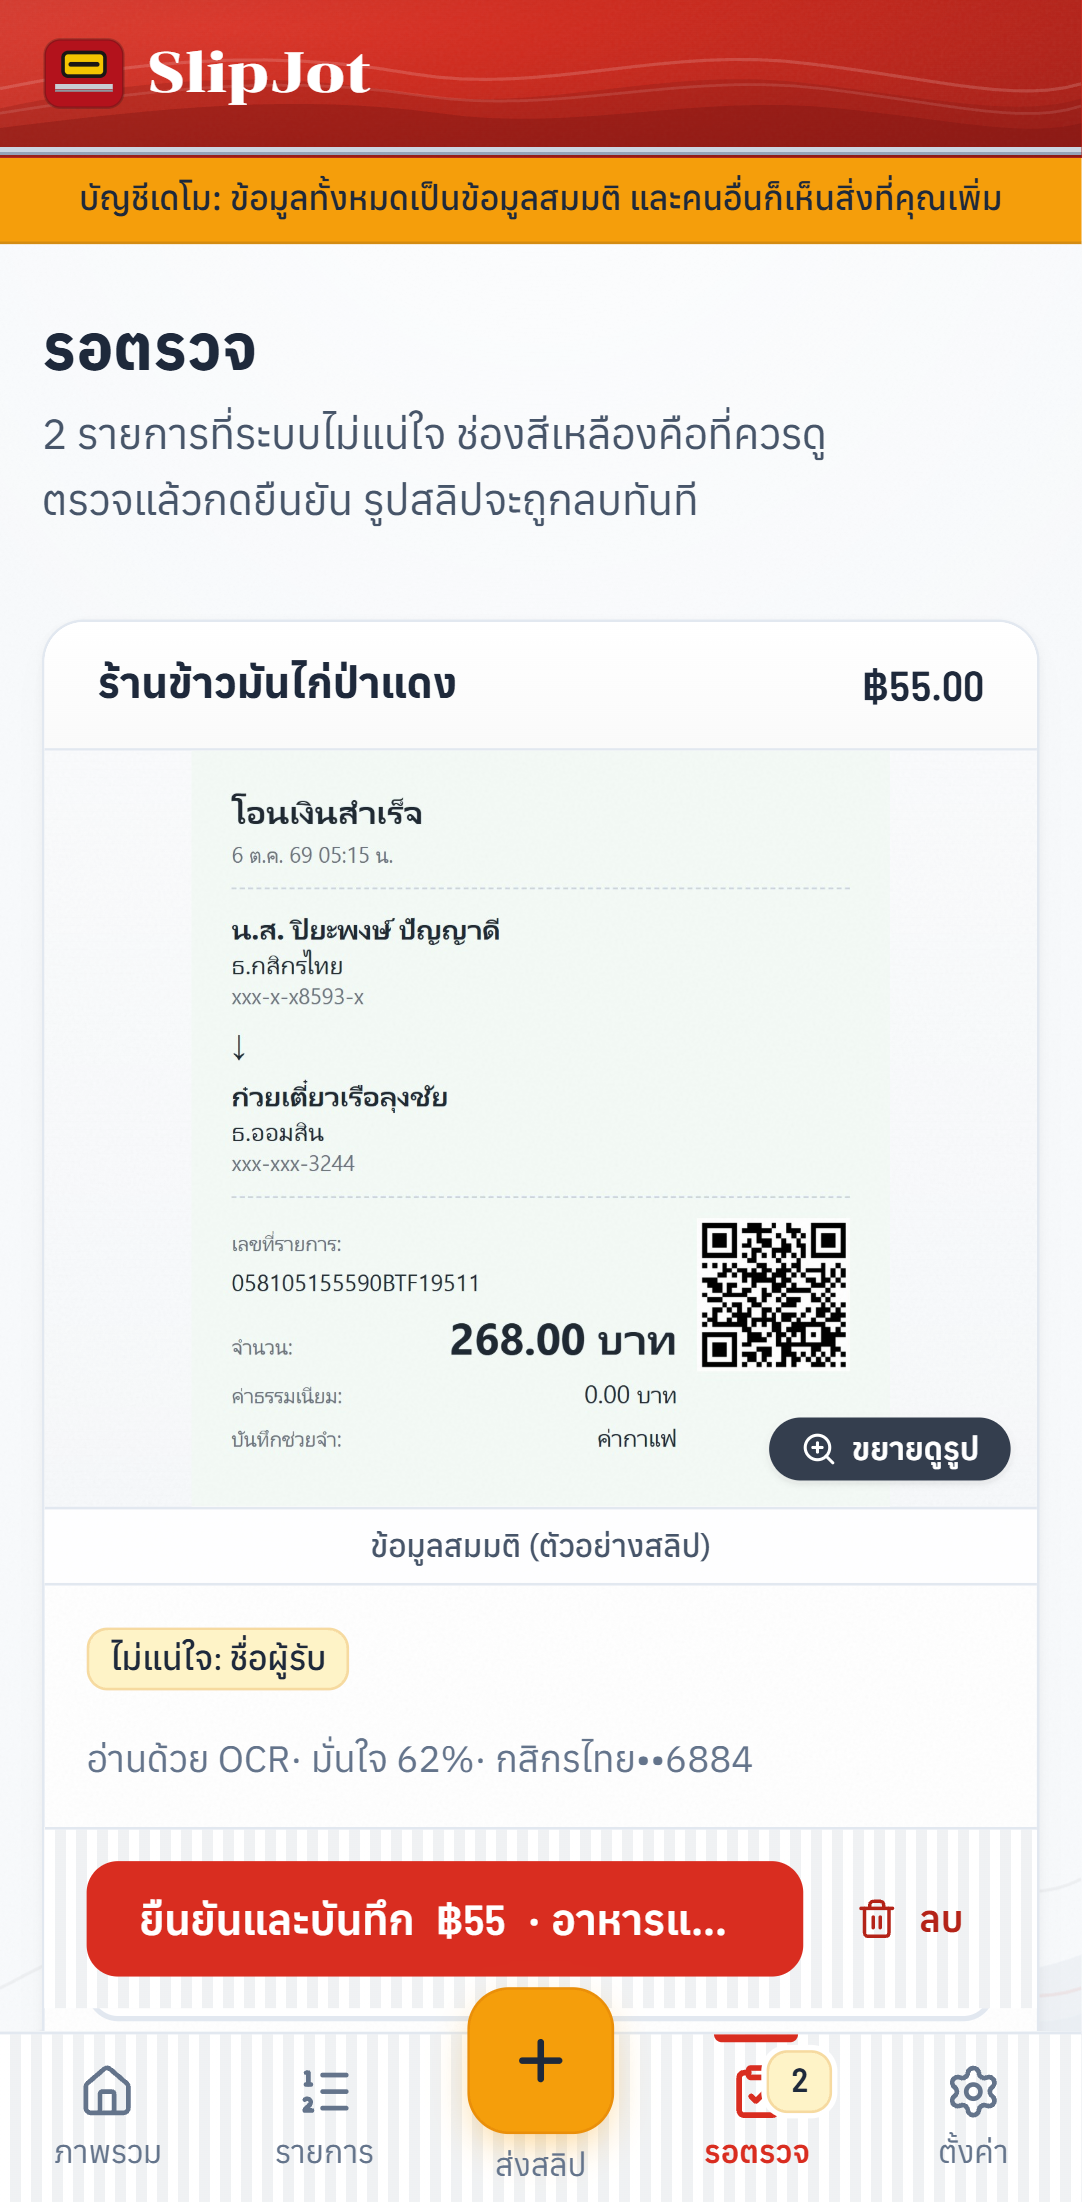 SlipJot
บัญชีเดโม: ข้อมูลทั้งหมดเป็นข้อมูลสมมติ และคนอื่นก็เห็นสิ่งที่คุณเพิ่ม
รอตรวจ
2 รายการที่ระบบไม่แน่ใจ ช่องสีเหลืองคือที่ควรดู
ตรวจแล้วกดยืนยัน รูปสลิปจะถูกลบทันที
ร้านข้าวมันไก่ป่าแดง ฿55.00
โอนเงินสำเร็จ
6 ต.ค. 69 05:15 น.
น.ส. ปิยะพงษ์ ปัญญาดี
ธ.กสิกรไทย
xxx-x-x8593-x
↓
ก๋วยเตี๋ยวเรือลุงชัย
ธ.ออมสิน
xxx-xxx-3244
เลขที่รายการ:
058105155590BTF19511
จำนวน: 268.00 บาท
ค่าธรรมเนียม: 0.00 บาท
บันทึกช่วยจำ: ค่ากาแฟ
ขยายดูรูป
ข้อมูลสมมติ (ตัวอย่างสลิป)
ไม่แน่ใจ: ชื่อผู้รับ
อ่านด้วย OCR· มั่นใจ 62%· กสิกรไทย••6884
ยืนยันและบันทึก ฿55 · อาหารแ... ลบ
2
ภาพรวม รายการ ส่งสลิป รอตรวจ ตั้งค่า